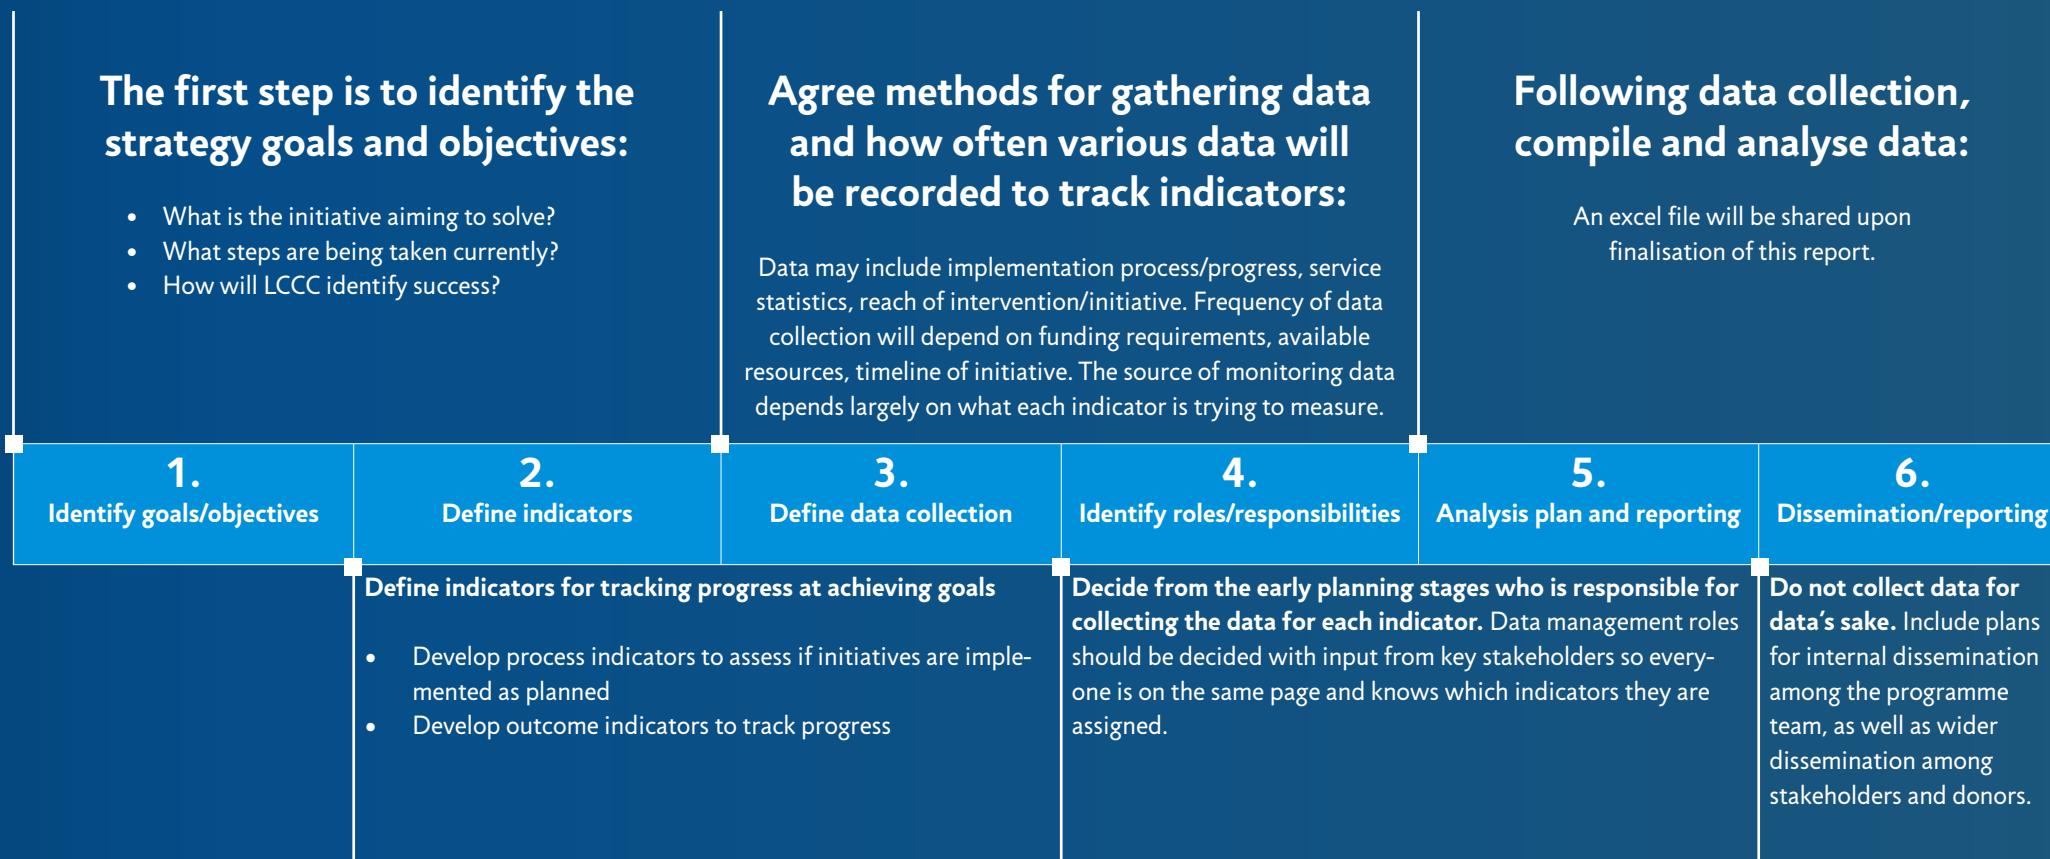 The first step is to identify the
strategy goals and objectives:
• What is the initiative aiming to solve?
• What steps are being taken currently?
• How will LCCC identify success?
Agree methods for gathering data
and how often various data will
be recorded to track indicators:
Data may include implementation process/progress, service
statistics, reach of intervention/initiative. Frequency of data
collection will depend on funding requirements, available
resources, timeline of initiative. The source of monitoring data
depends largely on what each indicator is trying to measure.
Following data collection,
compile and analyse data:
An excel file will be shared upon
finalisation of this report.
1.
Identify goals/objectives
2.
Define indicators
3.
Define data collection
4.
Identify roles/responsibilities
5.
Analysis plan and reporting
6.
Dissemination/reporting
Define indicators for tracking progress at achieving goals
• Develop process indicators to assess if initiatives are imple-
mented as planned
• Develop outcome indicators to track progress
Decide from the early planning stages who is responsible for
collecting the data for each indicator. Data management roles
should be decided with input from key stakeholders so every-
one is on the same page and knows which indicators they are
assigned.
Do not collect data for
data's sake. Include plans
for internal dissemination
among the programme
team, as well as wider
dissemination among
stakeholders and donors.